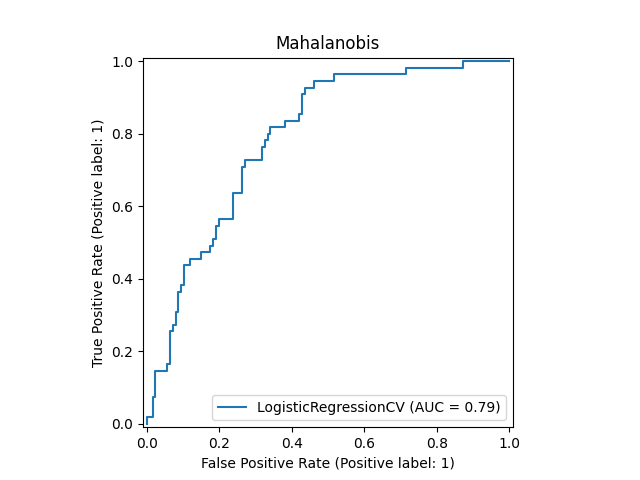 Mahalanobis
1.0
0.8
0.6
0.4
0.2
0.0
True Positive Rate (Positive label: 1)
LogisticRegressionCV (AUC = 0.79)
0.0 0.2 0.4 0.6 0.8 1.0
False Positive Rate (Positive label: 1)